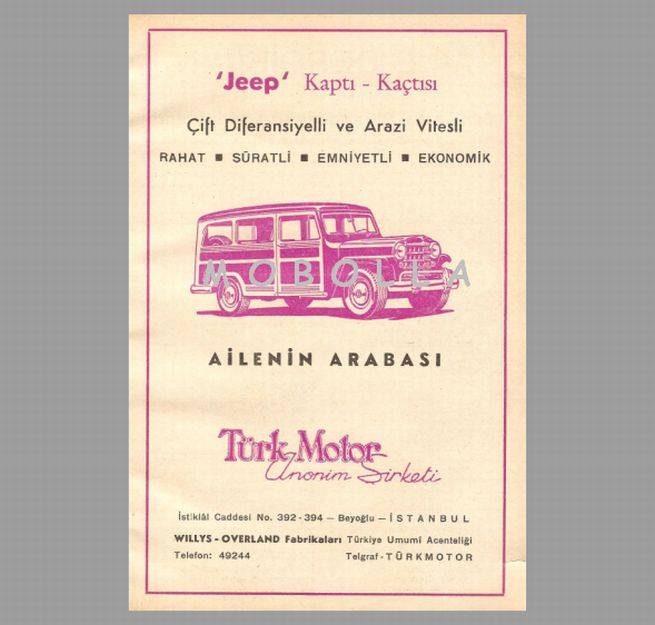 'Jeep' Kaptı - Kaçtısı
Çift Diferansiyelli ve Arazi Vitesli
RAHAT ■ SÜRATLİ ■ EMNİYETLİ ■ EKONOMİK
MOBOLLA
AİLENİN ARABASI
Türk Motor
Anonim Şirketi
İstiklâl Caddesi No. 392-394 — Beyoğlu — İSTANBUL
WILLYS - OVERLAND Fabrikaları Türkiye Umumî Acenteliği
Telefon: 49244 Telgraf - TÜRKMOTOR